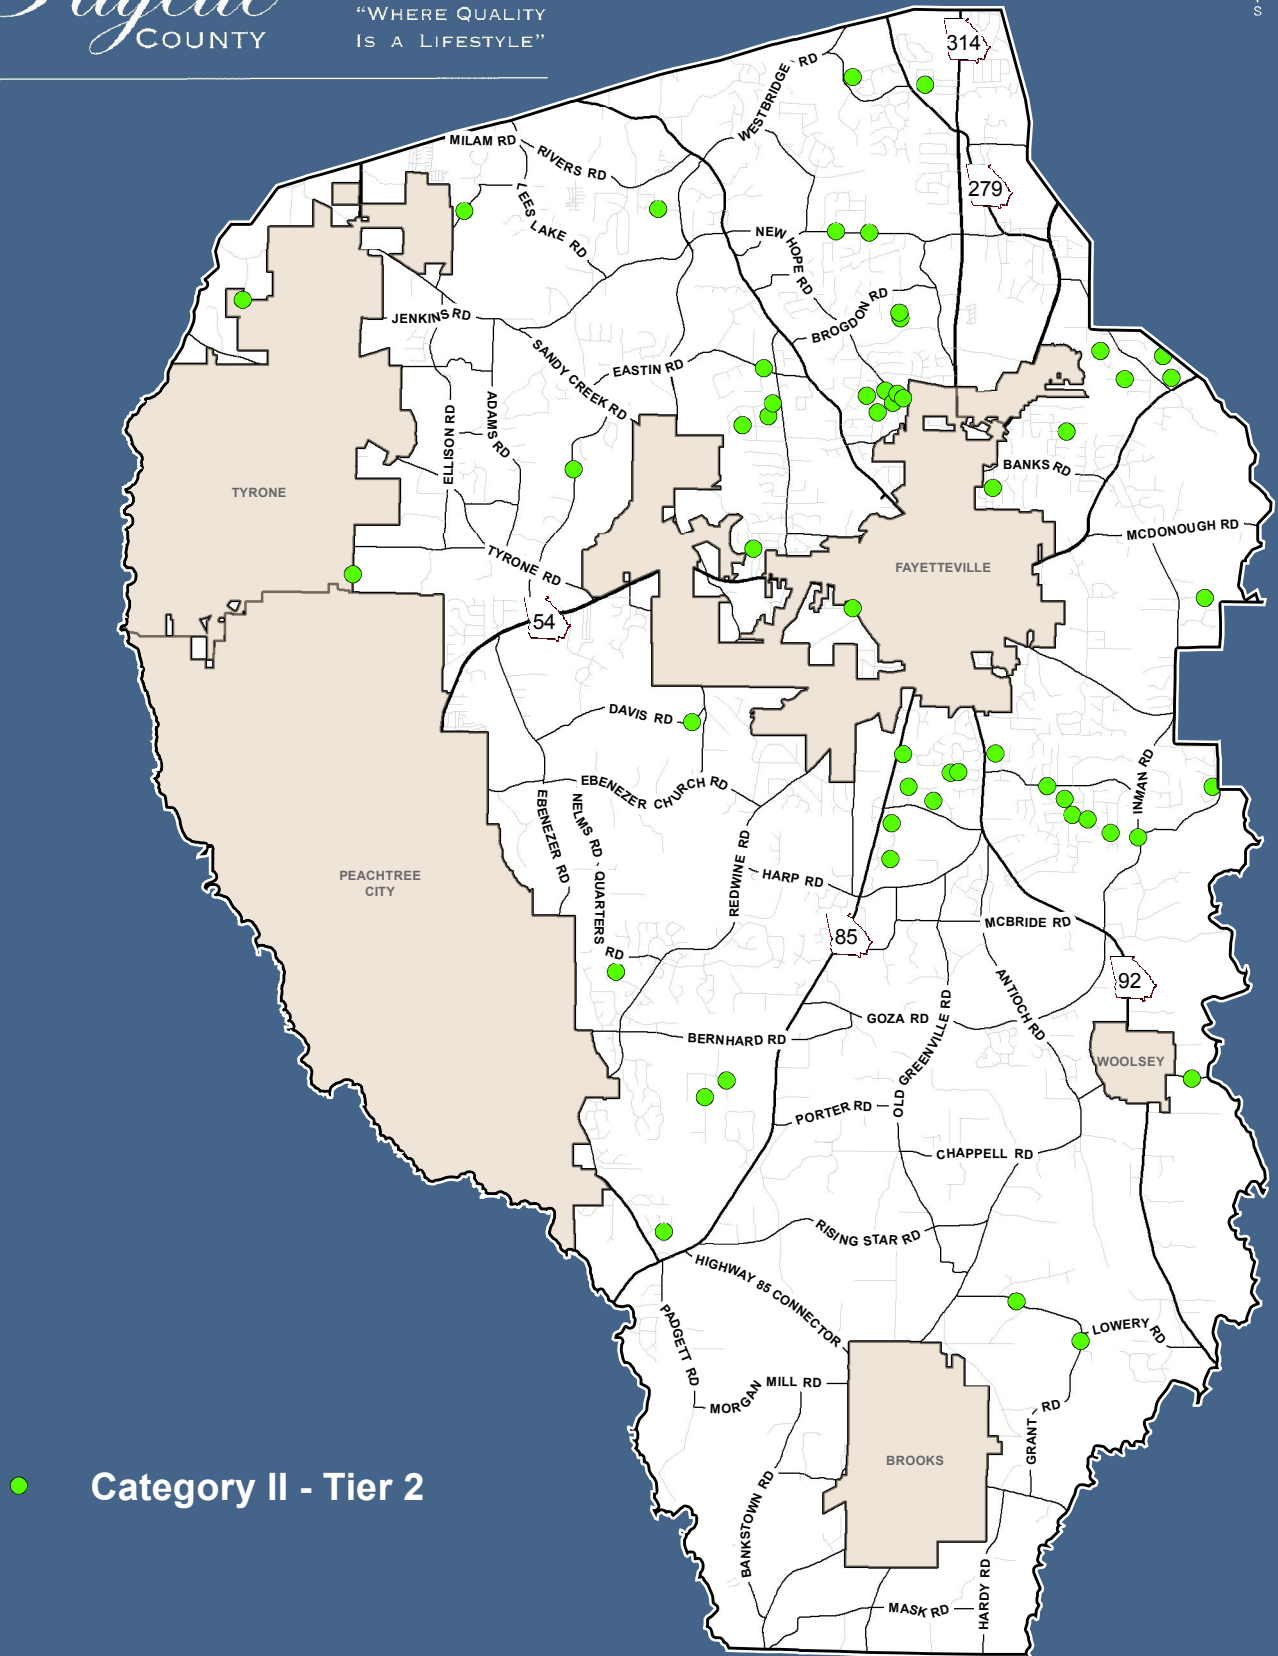 Fayette
COUNTY
“WHERE QUALITY
IS A LIFESTYLE”
S
314
WESTBRIDGE RD
MILAM RD
RIVERS RD
279
LEES LAKE RD
NEW HOPE RD
JENKINS RD
BROGDON RD
SANDY CREEK RD
EASTIN RD
ADAMS RD
ELLISON RD
BANKS RD
TYRONE
MCDONOUGH RD
TYRONE RD
FAYETTEVILLE
54
DAVIS RD
EBENEZER CHURCH RD
INMAN RD
EBENEZER RD
NELMS RD
QUARTERS RD
REDWINE RD
HARP RD
PEACHTREE
CITY
85
MCBRIDE RD
92
ANTIOCH RD
GOZA RD
OLD GREENVILLE RD
BERNHARD RD
WOOLSEY
PORTER RD
CHAPPELL RD
RISING STAR RD
HIGHWAY 85 CONNECTOR
PADGETT RD
LOWERY RD
MORGAN MILL RD
GRANT RD
BROOKS
Category II - Tier 2
BANKSTOWN RD
HARDY RD
MASK RD